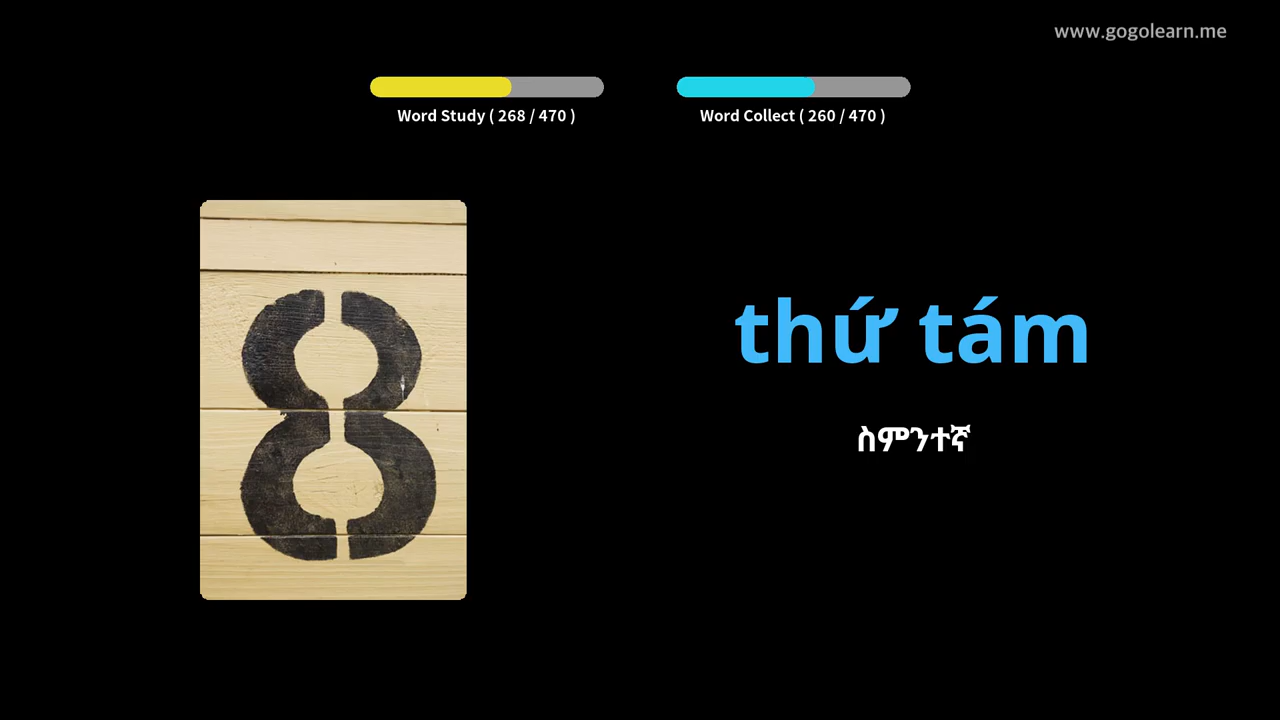 www.gogolearn.me
Word Study ( 268 / 470 )
Word Collect ( 260 / 470 )
8
thứ tám
ስምንተኛ